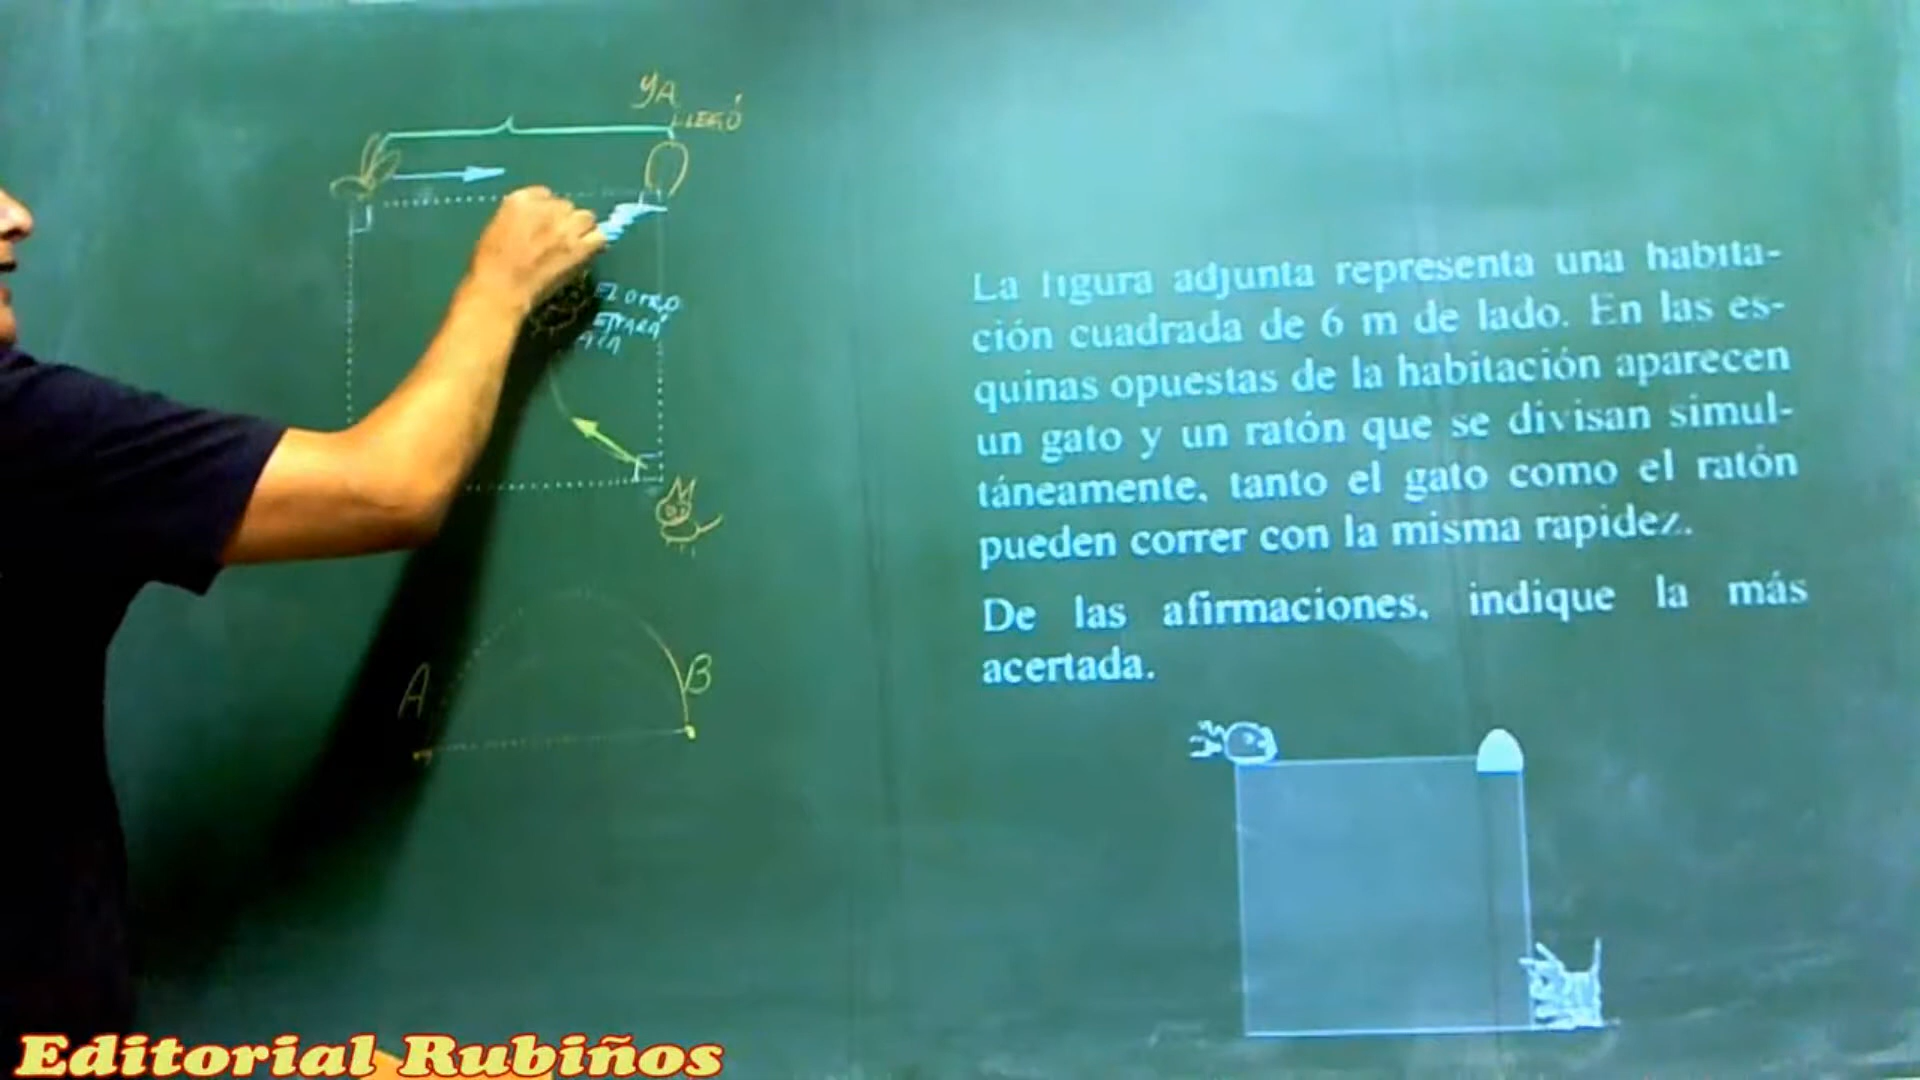 YA
LLEGÓ
EL OTRO
ESTARÁ
ACÁ
A
B
La figura adjunta representa una habita-
ción cuadrada de 6 m de lado. En las es-
quinas opuestas de la habitación aparecen
un gato y un ratón que se divisan simul-
táneamente, tanto el gato como el ratón
pueden correr con la misma rapidez.
De las afirmaciones, indique la más
acertada.
Editorial Rubiños